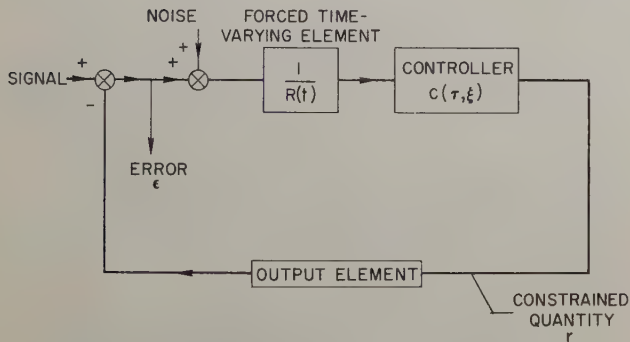 NOISE
FORCED TIME-
VARYING ELEMENT
+
+
SIGNAL
+
-
+
1
R(t)
CONTROLLER
C(τ,ξ)
ERROR
ε
OUTPUT ELEMENT
CONSTRAINED
QUANTITY
r